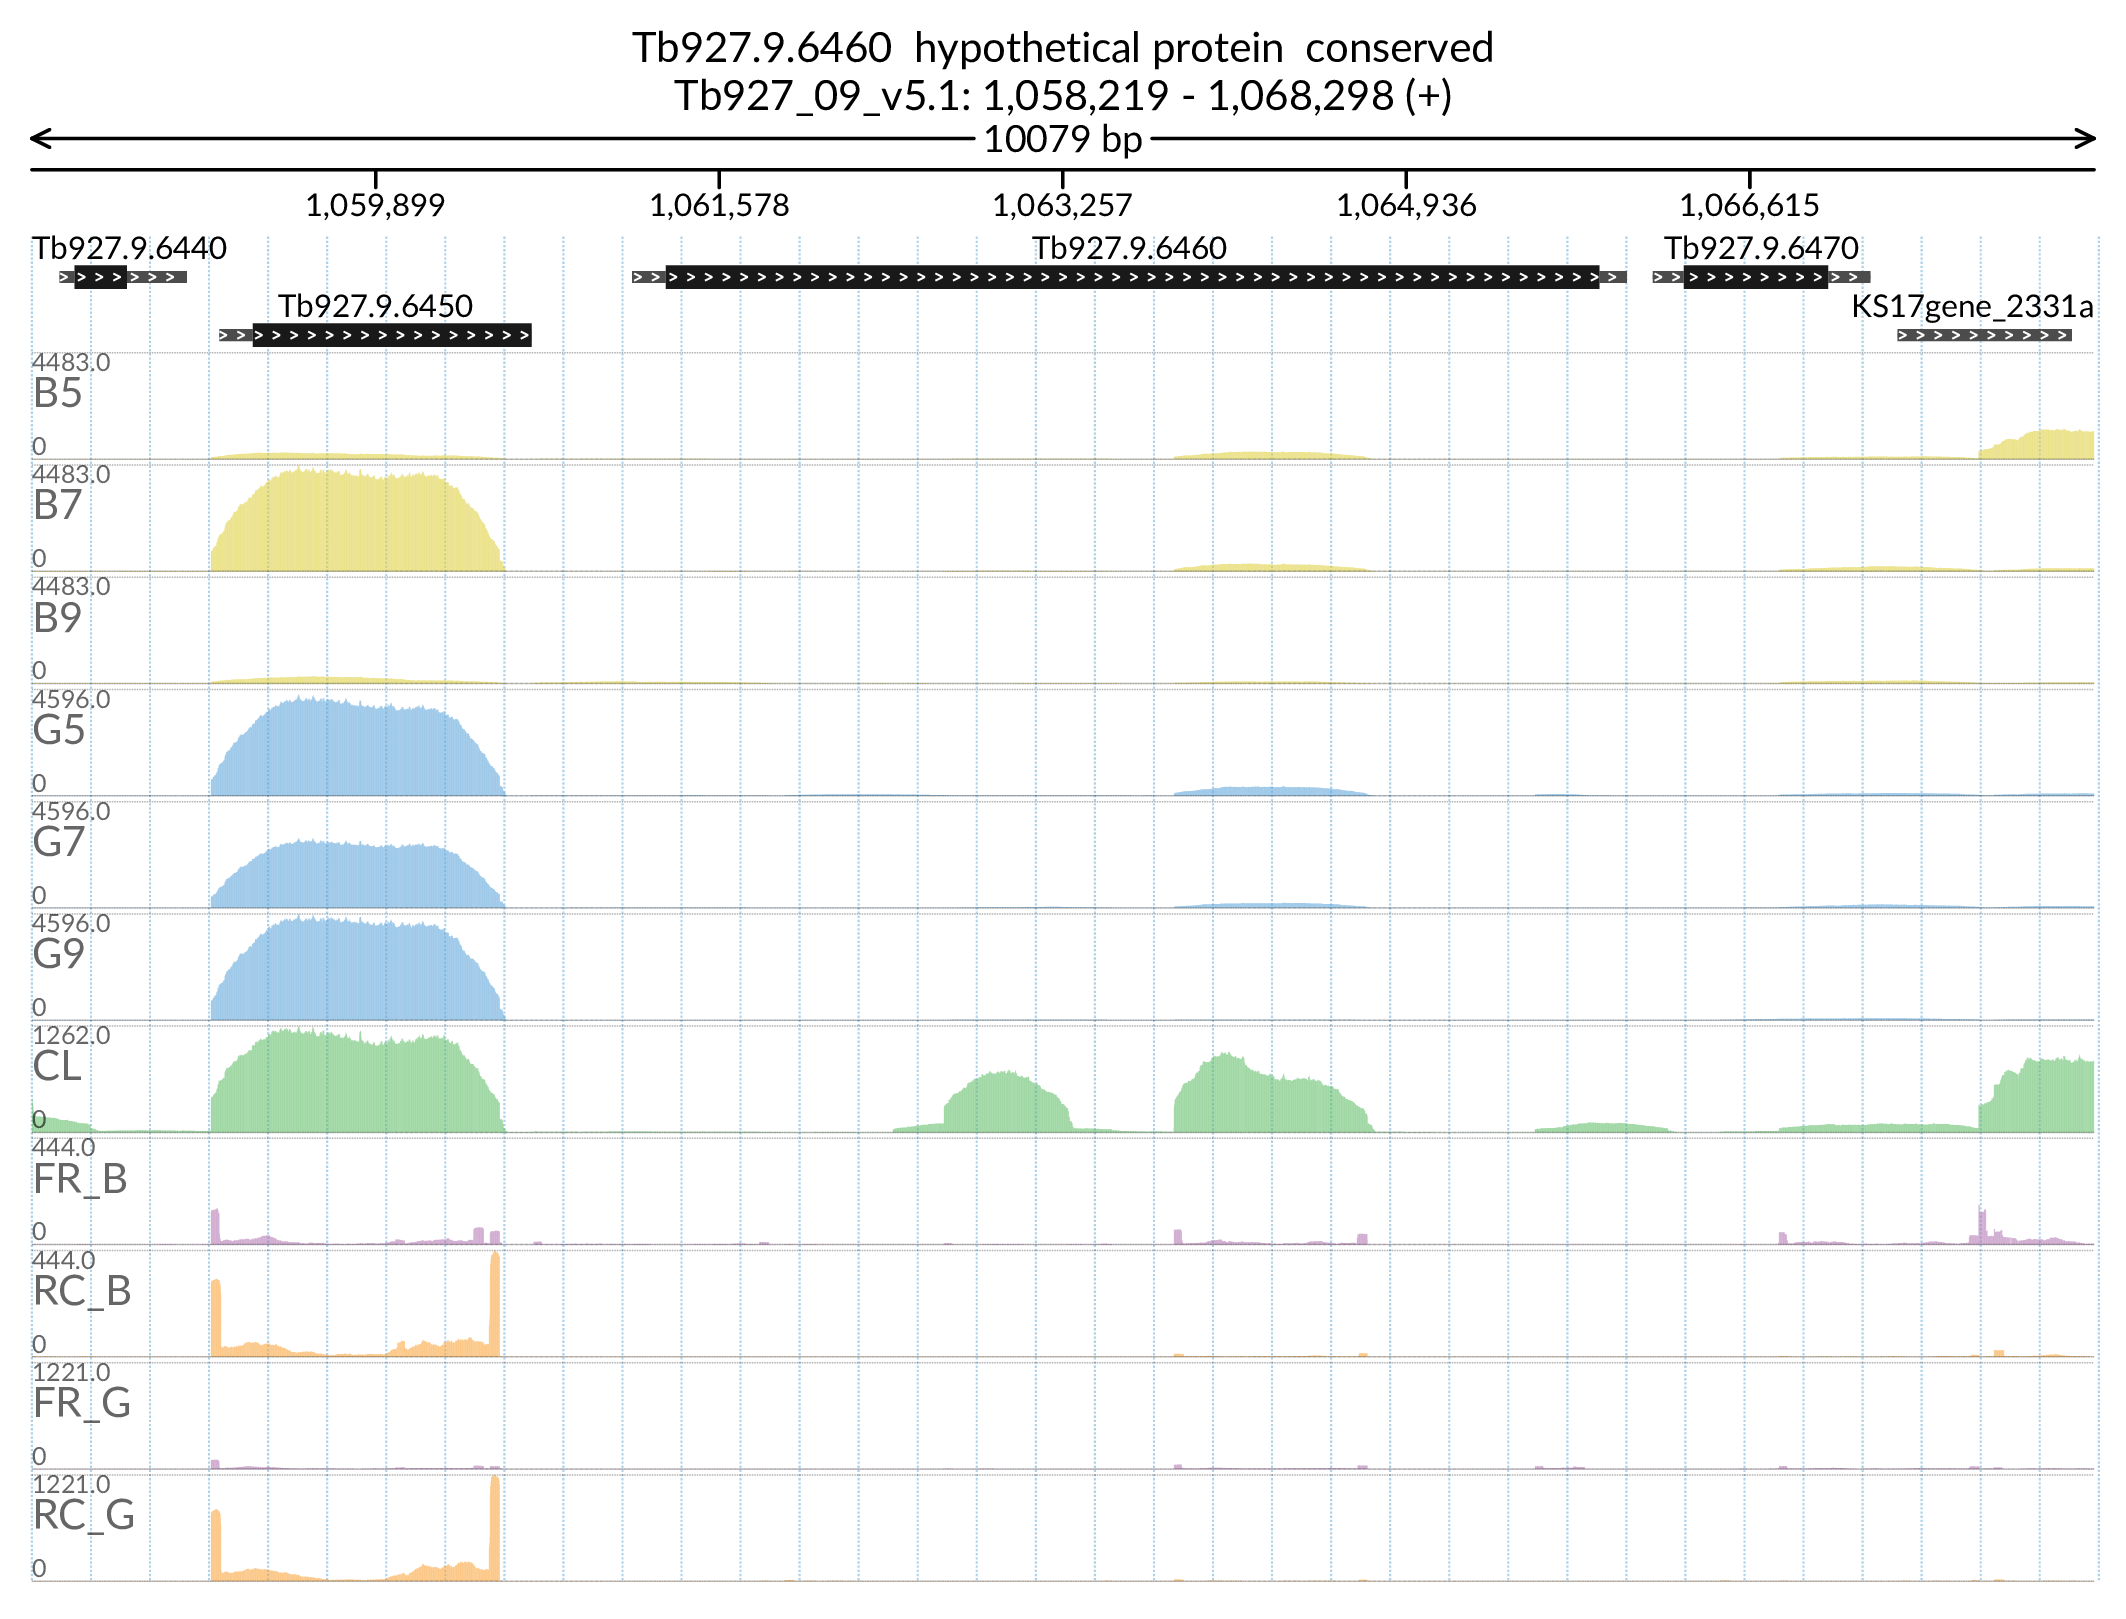 Tb927.9.6460  hypothetical protein  conserved
Tb927_09_v5.1: 1,058,219 - 1,068,298 (+)
10079 bp
1,059,899 1,061,578 1,063,257 1,064,936 1,066,615
Tb927.9.6440 Tb927.9.6460 Tb927.9.6470
Tb927.9.6450 KS17gene_2331a
4483.0
B5
0
4483.0
B7
0
4483.0
B9
0
4596.0
G5
0
4596.0
G7
0
4596.0
G9
0
1262.0
CL
0
444.0
FR_B
0
444.0
RC_B
0
1221.0
FR_G
0
1221.0
RC_G
0